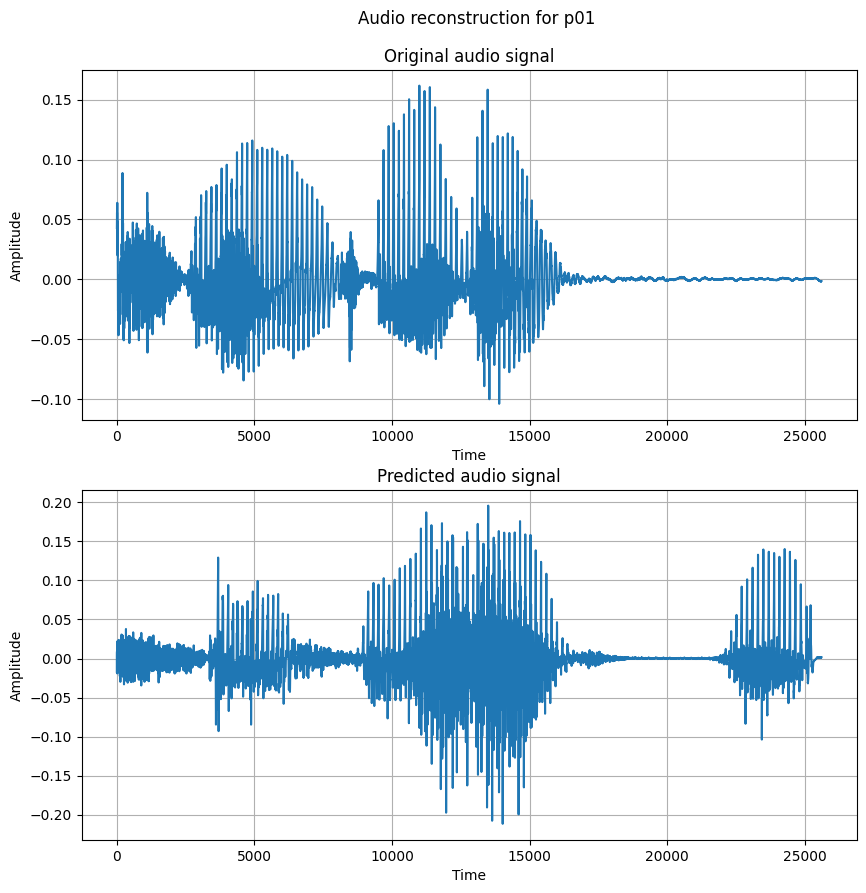 Audio reconstruction for p01
Original audio signal
0.15
0.10
0.05
0.00
−0.05
−0.10
Amplitude
0 5000 10000 15000 20000 25000
Time
Predicted audio signal
0.20
0.15
0.10
0.05
0.00
−0.05
−0.10
−0.15
−0.20
Amplitude
0 5000 10000 15000 20000 25000
Time